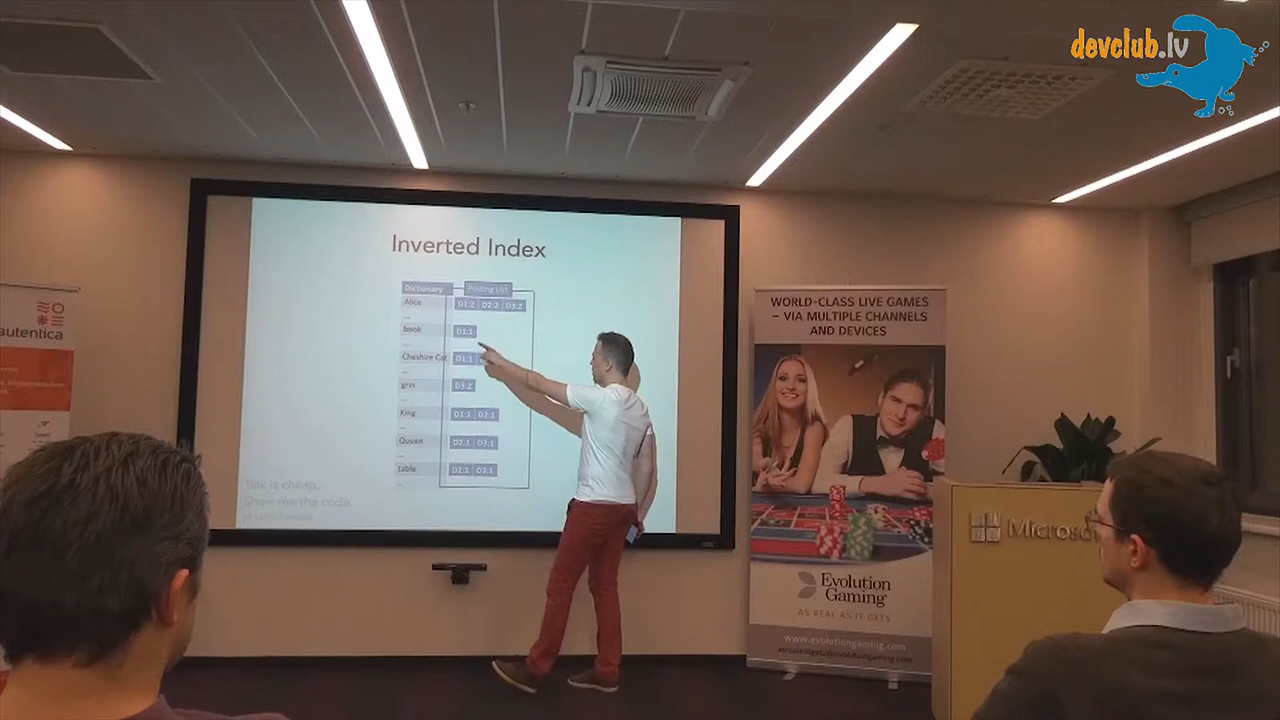 devclub.lv
Inverted Index
Dictionary Posting List
Alice D1:2 D2:2 D3:2
...
book D1:1
...
Cheshire Cat D1:1
...
grin D3:2
...
King D1:1 D2:1
...
Queen D2:1 D3:1
...
table D2:1 D3:1
...
Talk is cheap.
Show me the code.
autentica
WORLD-CLASS LIVE GAMES
– VIA MULTIPLE CHANNELS
AND DEVICES
Evolution
Gaming
AS REAL AS IT GETS
www.evolutiongaming.com
Microso